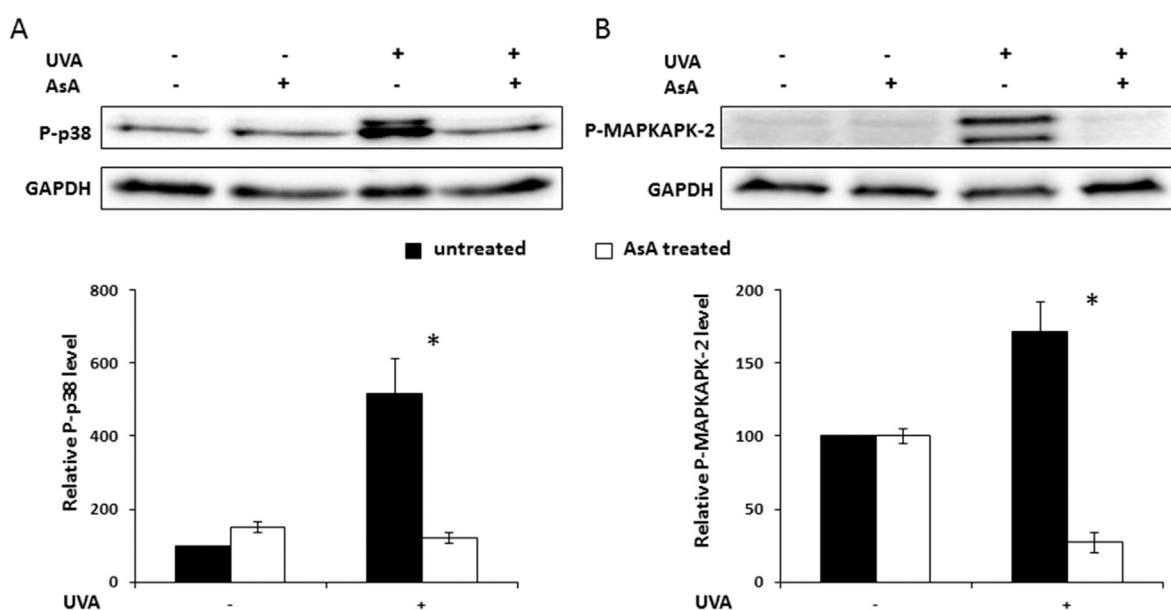 A
UVA - - + +
AsA - + - +
P-p38
GAPDH
B
UVA - - + +
AsA - + - +
P-MAPKAPK-2
GAPDH
untreated AsA treated
Relative P-p38 level
800
600
400
200
0
*
UVA - +
Relative P-MAPKAPK-2 level
200
150
100
50
0
*
UVA - +